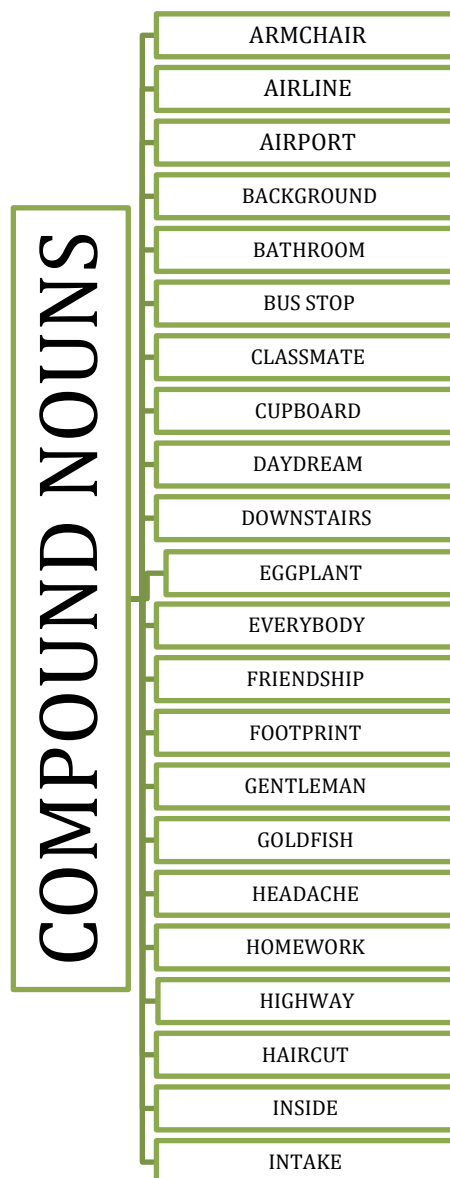 COMPOUND NOUNS
ARMCHAIR
AIRLINE
AIRPORT
BACKGROUND
BATHROOM
BUS STOP
CLASSMATE
CUPBOARD
DAYDREAM
DOWNSTAIRS
EGGPLANT
EVERYBODY
FRIENDSHIP
FOOTPRINT
GENTLEMAN
GOLDFISH
HEADACHE
HOMEWORK
HIGHWAY
HAIRCUT
INSIDE
INTAKE